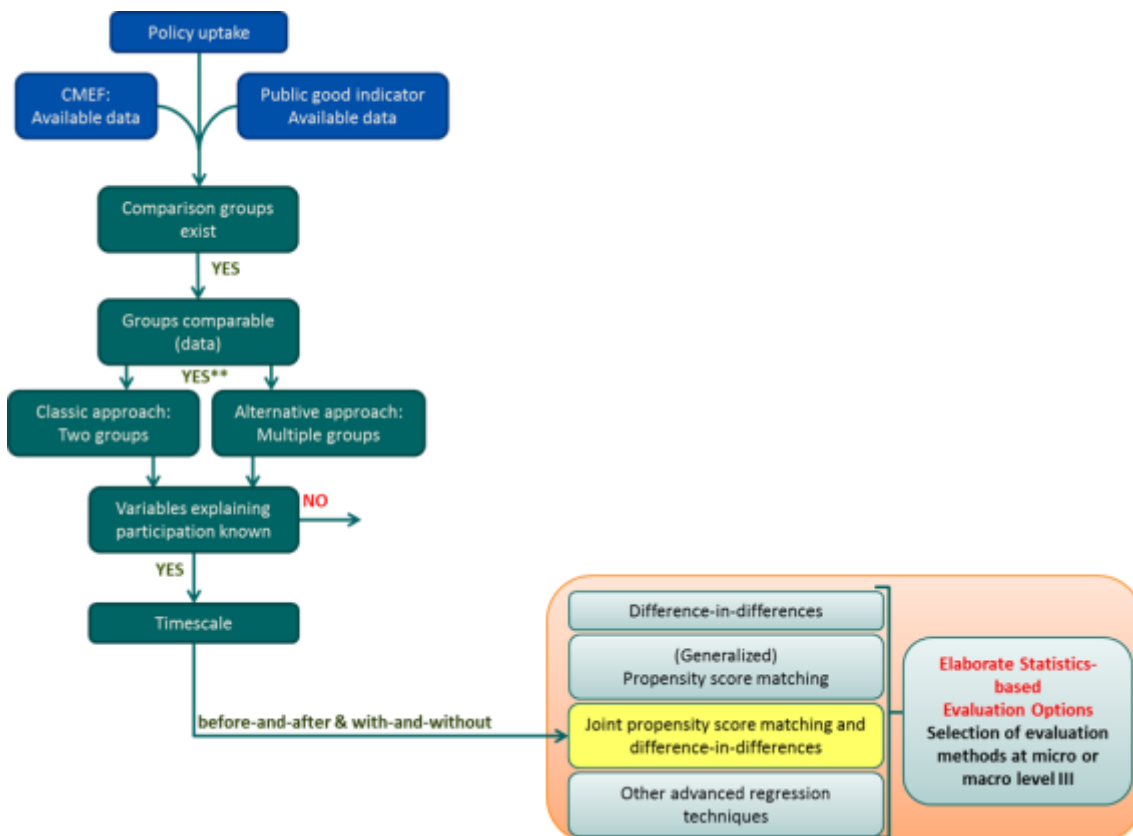 Policy uptake
CMEF:
Available data
Public good indicator
Available data
Comparison groups
exist
YES
Groups comparable
(data)
YES**
Classic approach:
Two groups
Alternative approach:
Multiple groups
Variables explaining
participation known
NO
YES
Timescale
before-and-after & with-and-without
Difference-in-differences
(Generalized)
Propensity score matching
Joint propensity score matching and
difference-in-differences
Other advanced regression
techniques
Elaborate Statistics-
based
Evaluation Options
Selection of evaluation
methods at micro or
macro level III